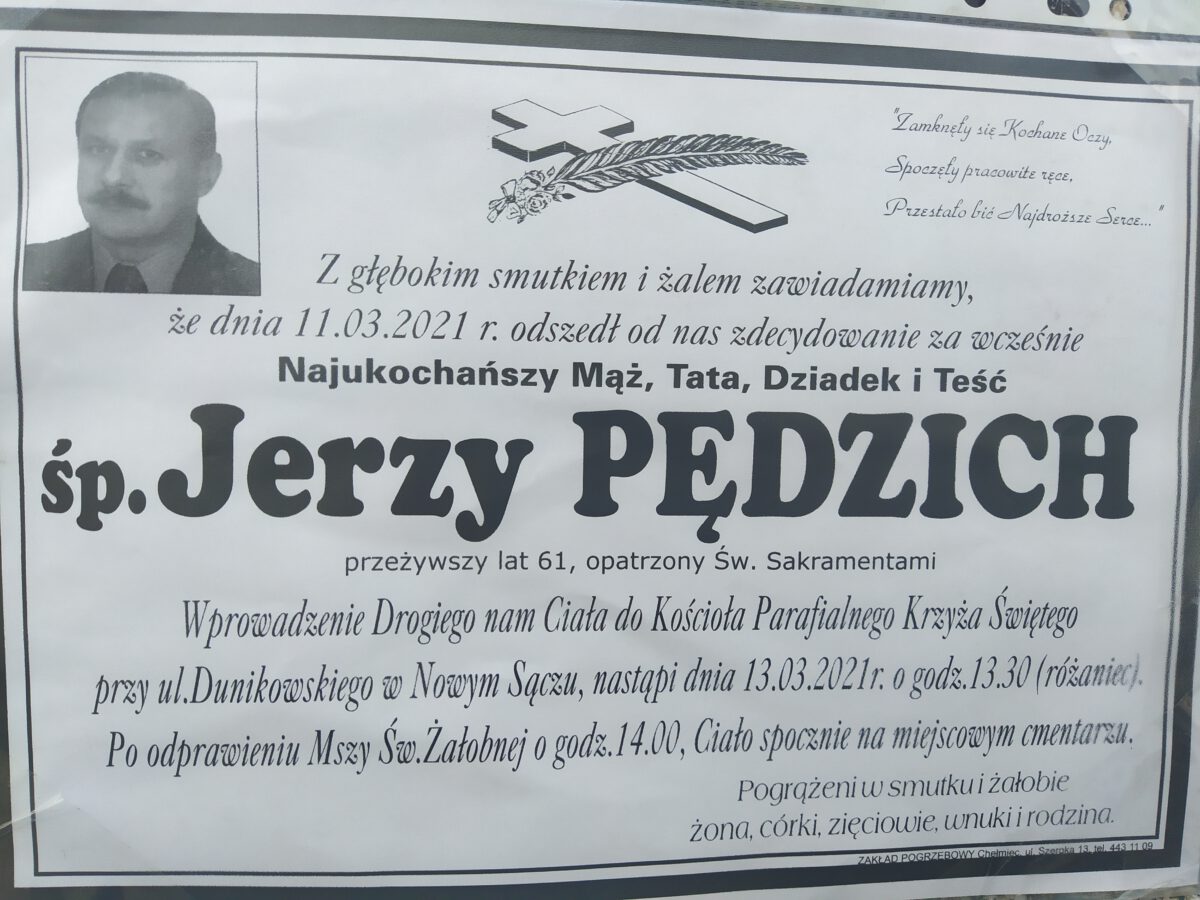 "Zamknęły się Kochane Oczy,
Spoczęły pracowite ręce,
Przestało bić Najdroższe Serce..."
Z głębokim smutkiem i żalem zawiadamiamy,
że dnia 11.03.2021 r. odszedł od nas zdecydowanie za wcześnie
Najukochańszy Mąż, Tata, Dziadek i Teść
śp. Jerzy PĘDZICH
przeżywszy lat 61, opatrzony Św. Sakramentami
Wprowadzenie Drogiego nam Ciała do Kościoła Parafialnego Krzyża Świętego
przy ul.Dunikowskiego w Nowym Sączu, nastąpi dnia 13.03.2021r. o godz.13.30 (różaniec).
Po odprawieniu Mszy Św.Żałobnej o godz.14.00, Ciało spocznie na miejscowym cmentarzu.
Pogrążeni w smutku i żałobie
żona, córki, zięciowie, wnuki i rodzina.
ZAKŁAD POGRZEBOWY Chełmiec, ul. Szeroka 13, tel. 443 11 09